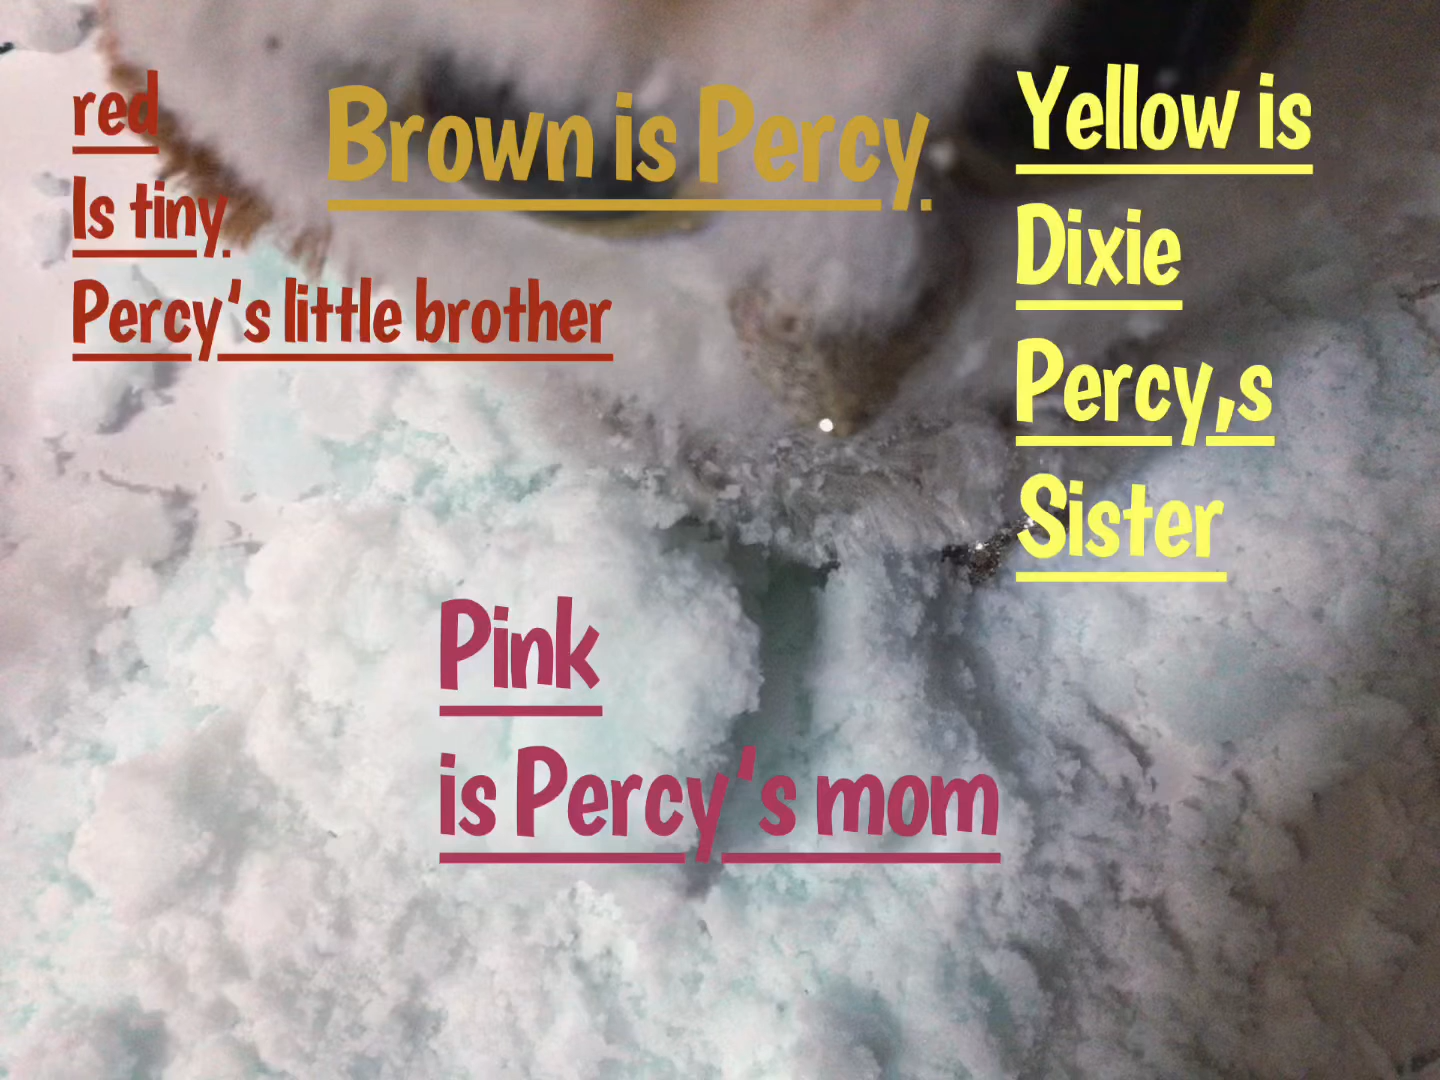 red
Is tiny.
Percy's little brother
Brown is Percy.
Yellow is
Dixie
Percy,s
Sister
Pink
is Percy's mom